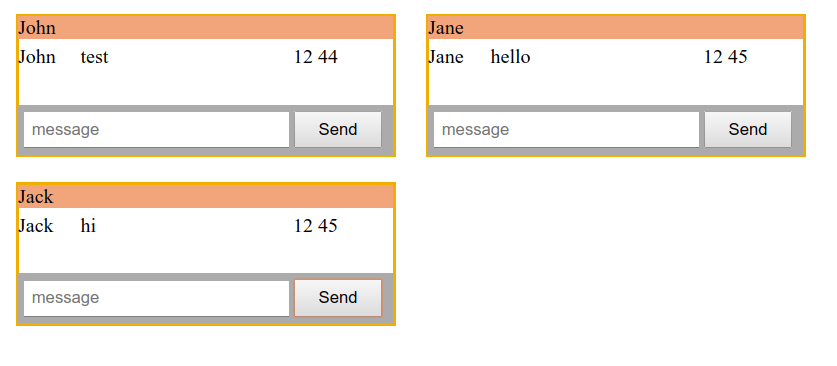 John
John test 12 44
message Send
Jane
Jane hello 12 45
message Send
Jack
Jack hi 12 45
message Send